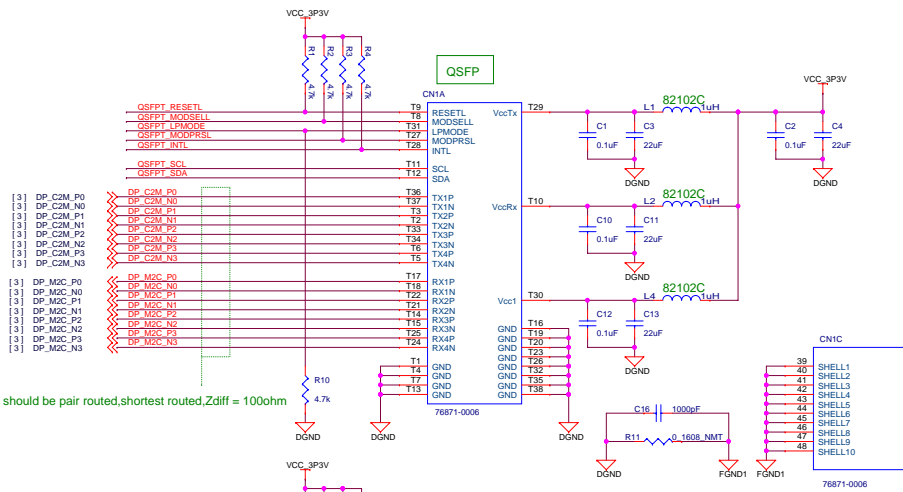 VCC_3P3V
R1
R2
R3
R4
4.7k
4.7k
4.7k
4.7k
QSFP
CN1A
VCC_3P3V
82102C
L1 1uH
QSFPT_RESETL T9 RESETL VccTx T29
QSFPT_MODSELL T8 MODSELL
QSFPT_LPMODE T31 LPMODE
QSFPT_MODPRSL T27 MODPRSL
QSFPT_INTL T28 INTL
C1 0.1uF
C3 22uF
C2 0.1uF
C4 22uF
DGND
DGND
QSFPT_SCL T11 SCL
QSFPT_SDA T12 SDA
[ 3 ] DP_C2M_P0 DP_C2M_P0 T36 TX1P
[ 3 ] DP_C2M_N0 DP_C2M_N0 T37 TX1N
[ 3 ] DP_C2M_P1 DP_C2M_P1 T3 TX2P
[ 3 ] DP_C2M_N1 DP_C2M_N1 T2 TX2N
[ 3 ] DP_C2M_P2 DP_C2M_P2 T33 TX3P
[ 3 ] DP_C2M_N2 DP_C2M_N2 T34 TX3N
[ 3 ] DP_C2M_P3 DP_C2M_P3 T6 TX4P
[ 3 ] DP_C2M_N3 DP_C2M_N3 T5 TX4N
82102C
VccRx T10 L2 1uH
C10 0.1uF
C11 22uF
DGND
[ 3 ] DP_M2C_P0 DP_M2C_P0 T17 RX1P
[ 3 ] DP_M2C_N0 DP_M2C_N0 T18 RX1N
[ 3 ] DP_M2C_P1 DP_M2C_P1 T22 RX2P
[ 3 ] DP_M2C_N1 DP_M2C_N1 T21 RX2N
[ 3 ] DP_M2C_P2 DP_M2C_P2 T14 RX3P
[ 3 ] DP_M2C_N2 DP_M2C_N2 T15 RX3N
[ 3 ] DP_M2C_P3 DP_M2C_P3 T25 RX4P
[ 3 ] DP_M2C_N3 DP_M2C_N3 T24 RX4N
82102C
Vcc1 T30 L4 1uH
C12 0.1uF
C13 22uF
DGND
T1 GND
T4 GND
T7 GND
T13 GND
GND T16
GND T19
GND T20
GND T23
GND T26
GND T32
GND T35
GND T38
76871-0006
R10
4.7k
should be pair routed,shortest routed,Zdiff = 100ohm
DGND
DGND
DGND
C16 1000pF
R11 0_1608_NMT
DGND
FGND1
CN1C
39 SHELL1
40 SHELL2
41 SHELL3
42 SHELL4
43 SHELL5
44 SHELL6
45 SHELL7
46 SHELL8
47 SHELL9
48 SHELL10
FGND1
76871-0006
VCC_3P3V